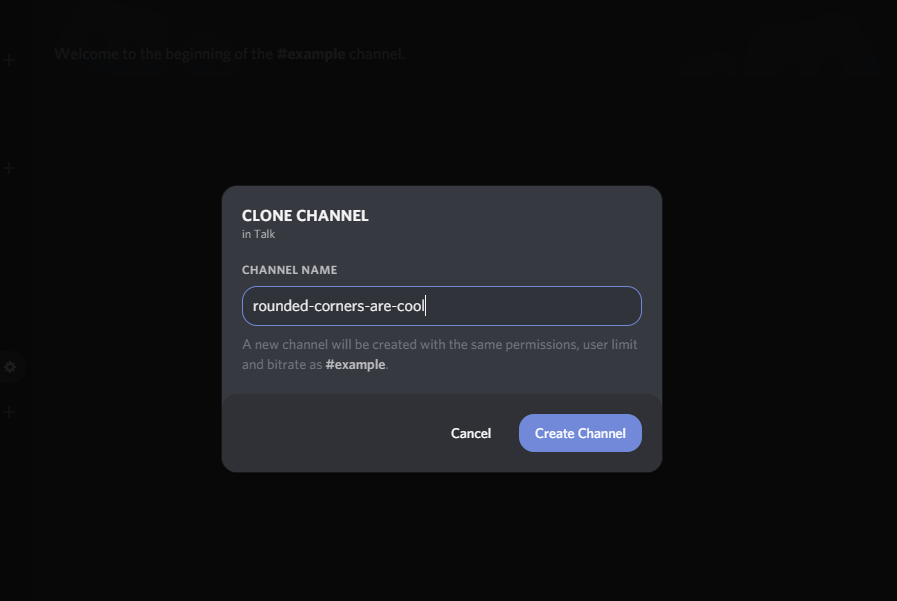 Welcome to the beginning of the #example channel.
CLONE CHANNEL
in Talk
CHANNEL NAME
rounded-corners-are-cool
A new channel will be created with the same permissions, user limit
and bitrate as #example.
Cancel
Create Channel